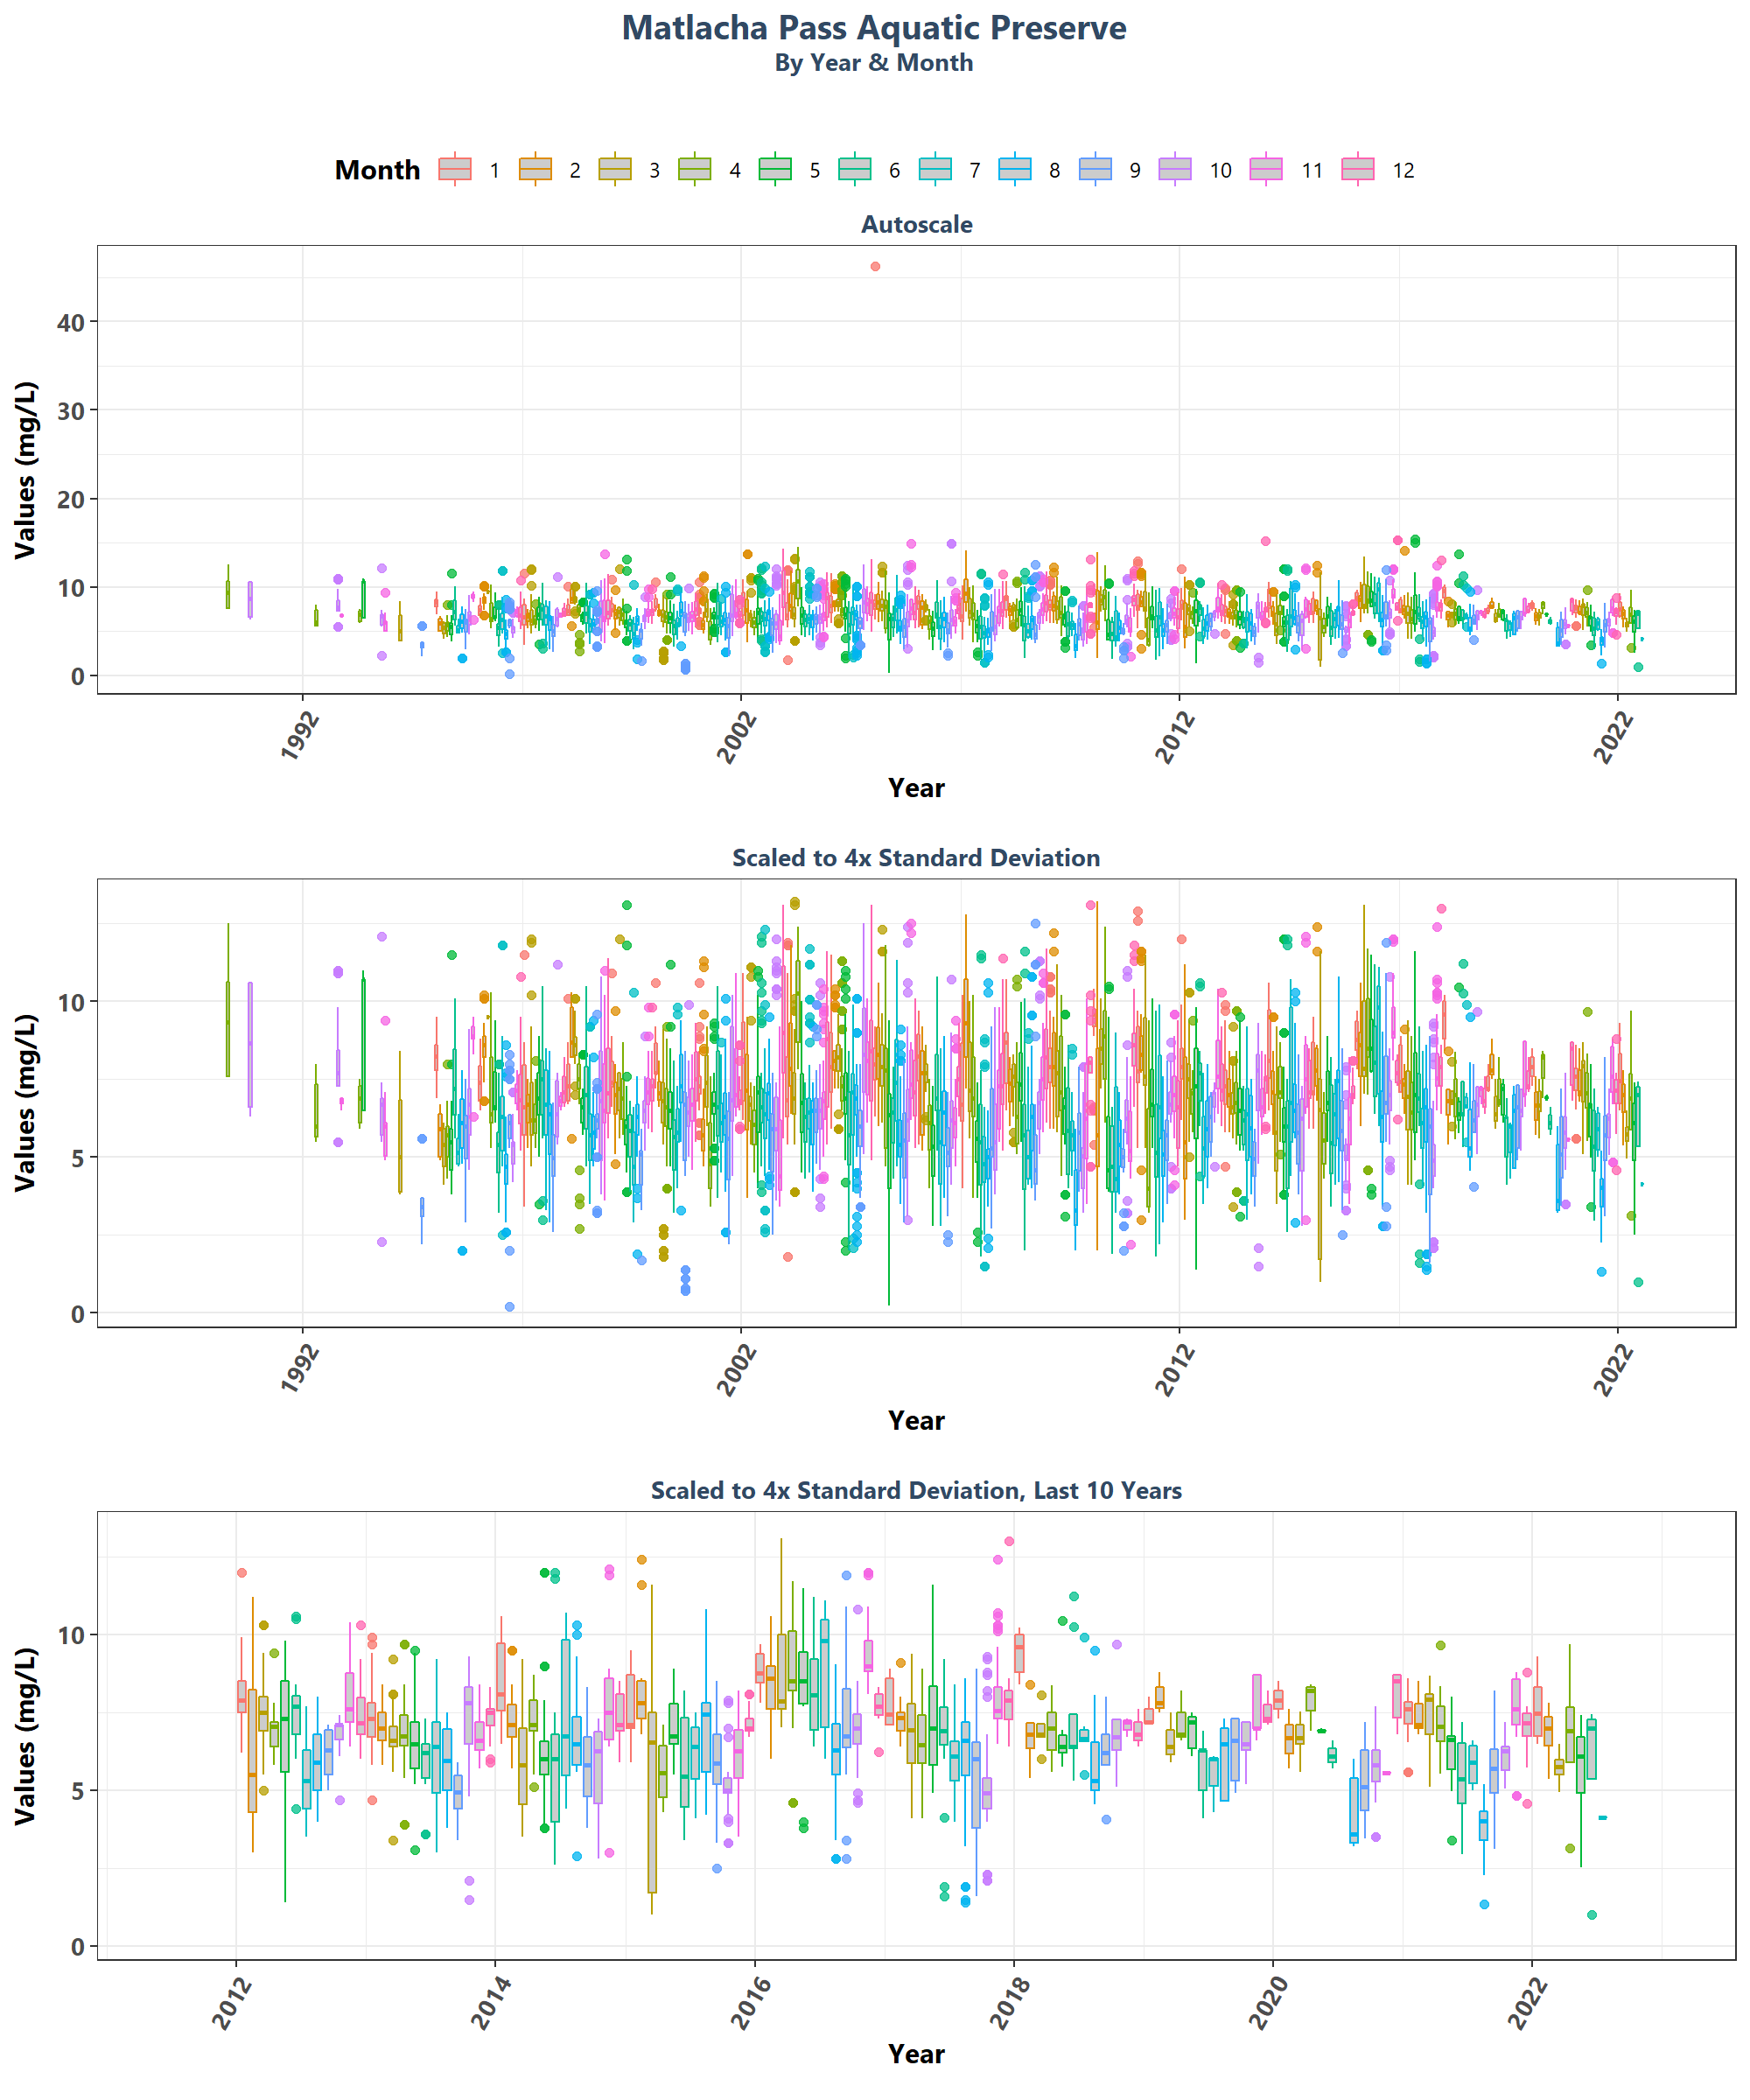 Matlacha Pass Aquatic Preserve
By Year & Month
Month 1 2 3 4 5 6 7 8 9 10 11 12
Autoscale
Values (mg/L)
40
30
20
10
0
1992 2002 2012 2022
Year
Scaled to 4x Standard Deviation
Values (mg/L)
10
5
0
1992 2002 2012 2022
Year
Scaled to 4x Standard Deviation, Last 10 Years
Values (mg/L)
10
5
0
2012 2014 2016 2018 2020 2022
Year